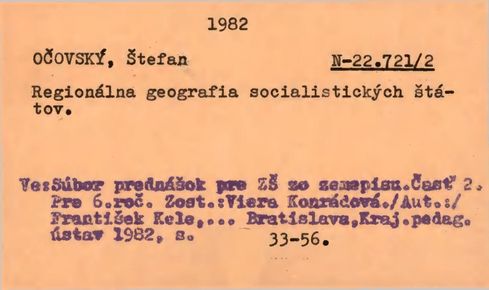 1982
OČOVSKÝ, Štefan N-22.721/2
Regionálna geografia socialistických štá-
tov.
Ve:Súbor prednášok pre ZŠ zo zemepisu.Časť 2.
Pre 6.roč. Zost.:Viera Konrádová./Aut.:/
František Kele,... Bratislava,Kraj.pedag.
ústav 1982, s. 33-56.